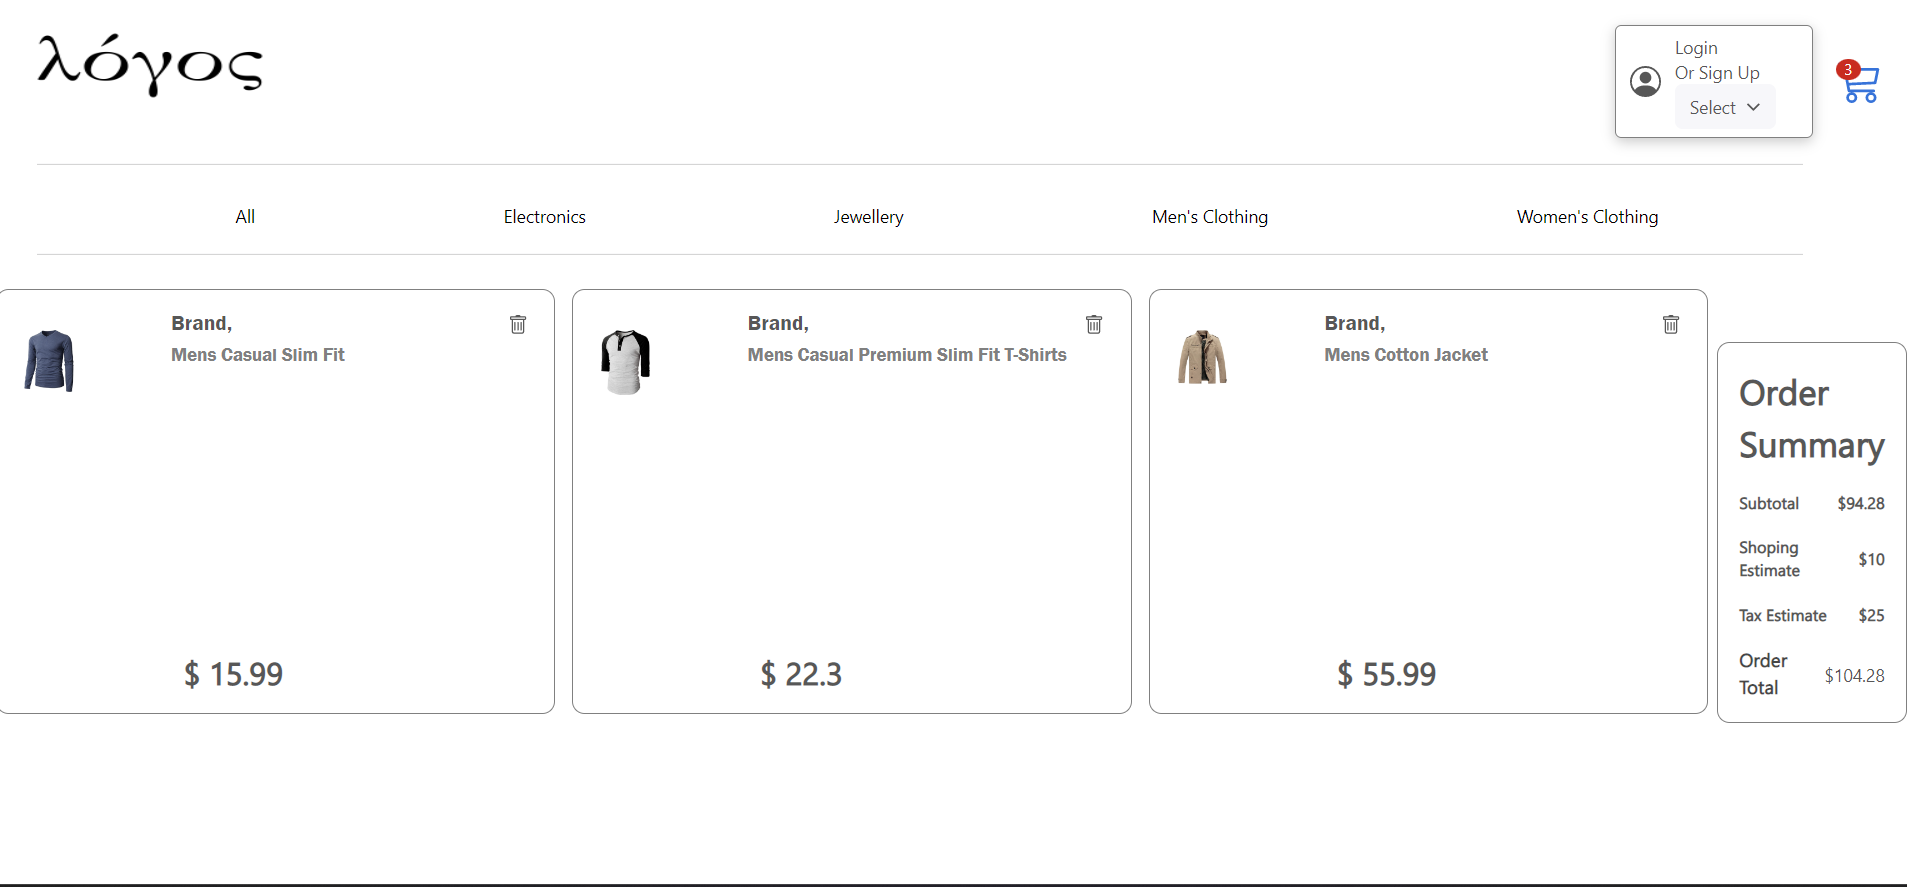 λόγος
Login
Or Sign Up
Select
3
All
Electronics
Jewellery
Men's Clothing
Women's Clothing
Brand,
Mens Casual Slim Fit
$ 15.99
Brand,
Mens Casual Premium Slim Fit T-Shirts
$ 22.3
Brand,
Mens Cotton Jacket
$ 55.99
Order
Summary
Subtotal $94.28
Shoping
Estimate $10
Tax Estimate $25
Order
Total $104.28